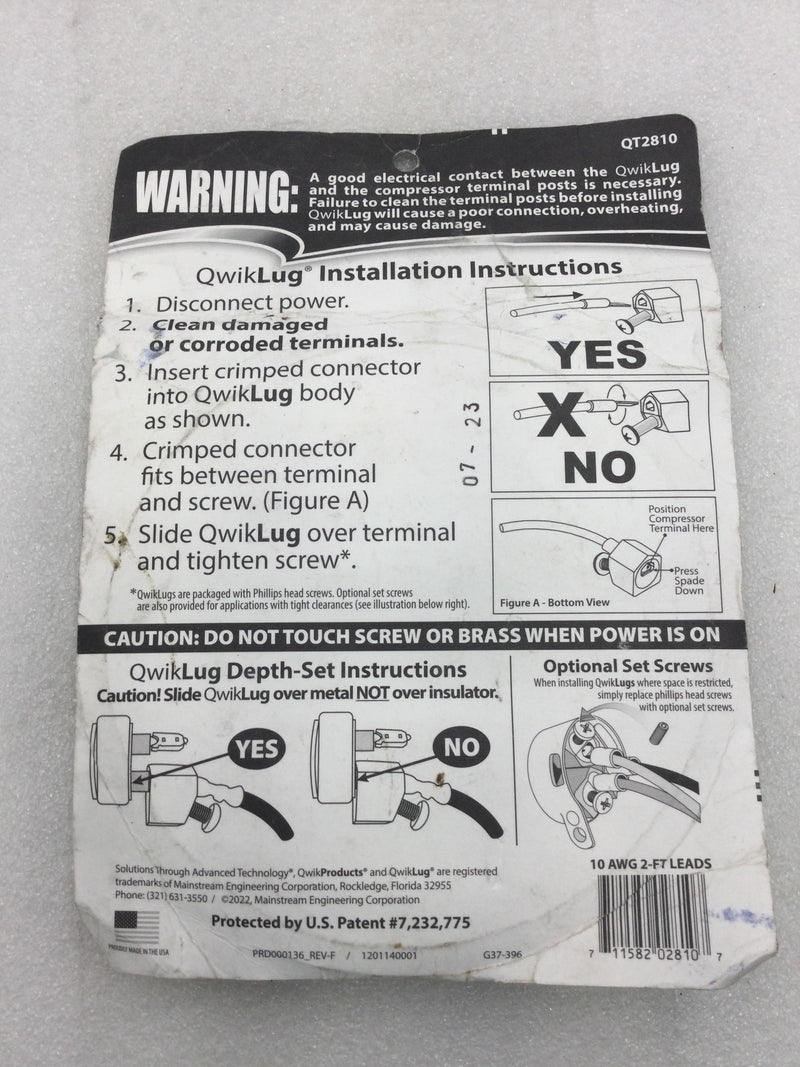 QT2810
WARNING:
A good electrical contact between the QwikLug
and the compressor terminal posts is necessary.
Failure to clean the terminal posts before installing
QwikLug will cause a poor connection, overheating,
and may cause damage.
QwikLug® Installation Instructions
1. Disconnect power.
2. Clean damaged
or corroded terminals.
3. Insert crimped connector
into QwikLug body
as shown.
4. Crimped connector
fits between terminal
and screw. (Figure A)
5. Slide QwikLug over terminal
and tighten screw*.
*QwikLugs are packaged with Phillips head screws. Optional set screws
are also provided for applications with tight clearances (see illustration below right).
YES
X
NO
07-23
Position
Compressor
Terminal Here
Press
Spade
Down
Figure A - Bottom View
CAUTION: DO NOT TOUCH SCREW OR BRASS WHEN POWER IS ON
QwikLug Depth-Set Instructions
Caution! Slide QwikLug over metal NOT over insulator.
YES
NO
Optional Set Screws
When installing QwikLugs where space is restricted,
simply replace phillips head screws
with optional set screws.
10 AWG 2-FT LEADS
Solutions Through Advanced Technology®, QwikProducts® and QwikLug® are registered
trademarks of Mainstream Engineering Corporation, Rockledge, Florida 32955
Phone: (321) 631-3550 / ©2022, Mainstream Engineering Corporation
Protected by U.S. Patent #7,232,775
PROUDLY MADE IN THE USA
PRD000136_REV-F / 1201140001
G37-396
7 11582 02810 7